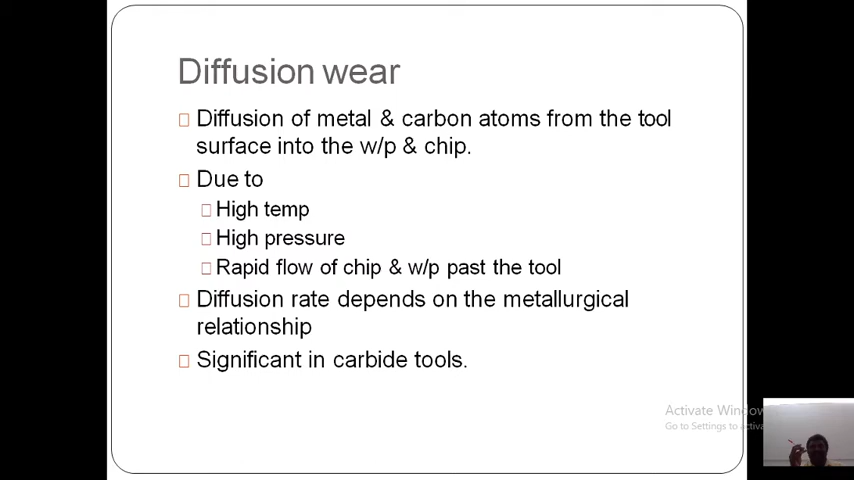 Diffusion wear
Diffusion of metal & carbon atoms from the tool
surface into the w/p & chip.
Due to
High temp
High pressure
Rapid flow of chip & w/p past the tool
Diffusion rate depends on the metallurgical
relationship
Significant in carbide tools.
Activate Window
Go to Settings to activa